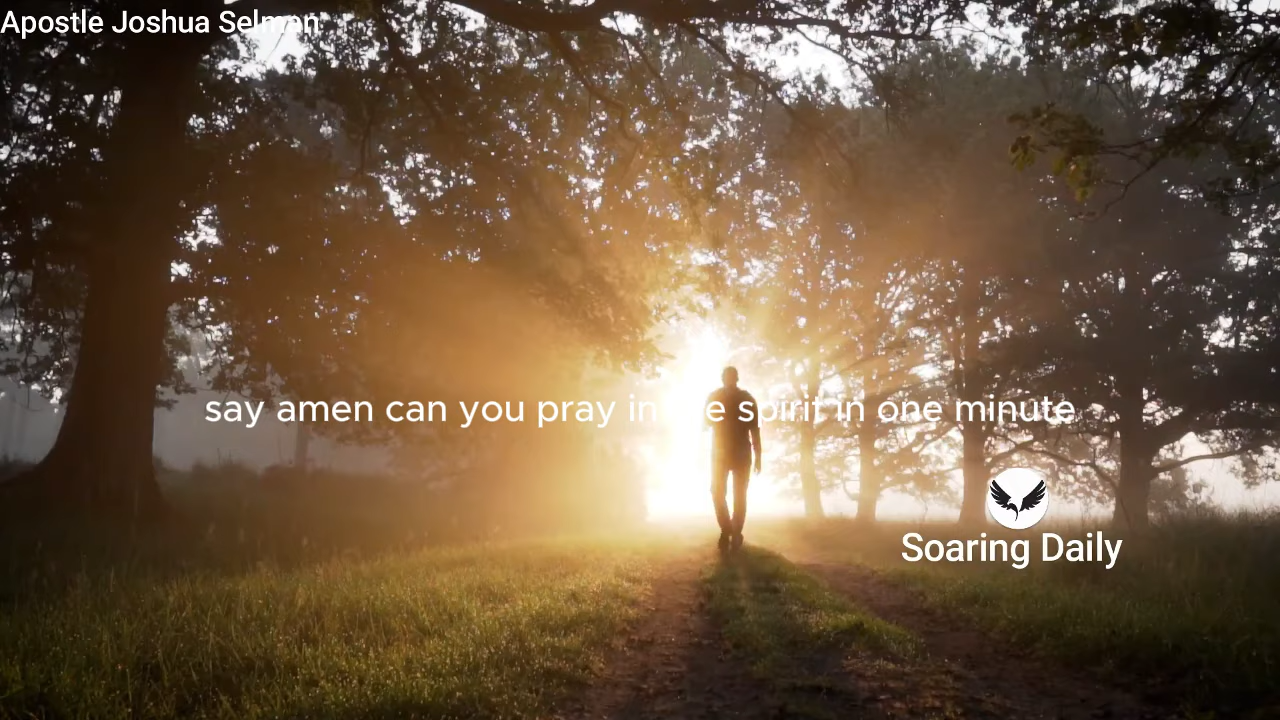 Apostle Joshua Selman
say amen can you pray in the spirit in one minute
Soaring Daily